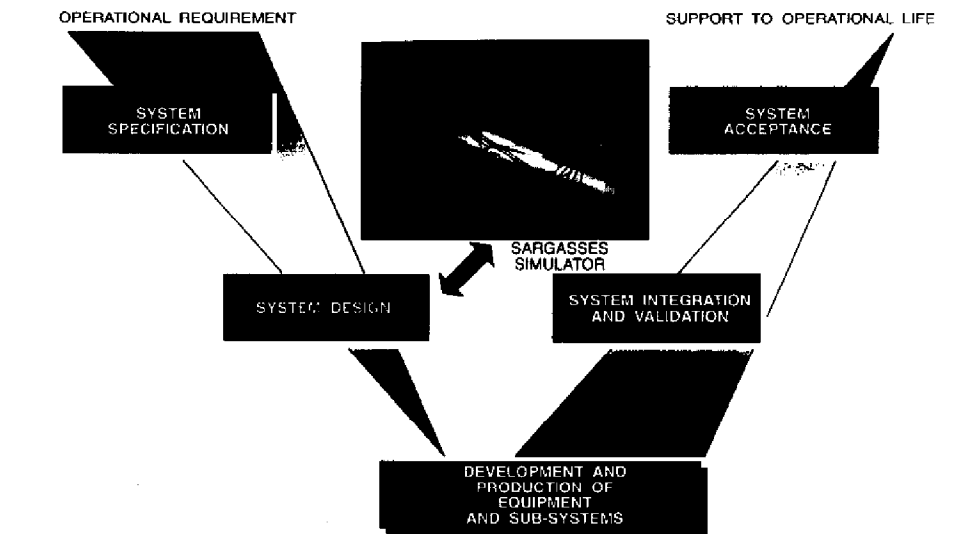 OPERATIONAL REQUIREMENT
SUPPORT TO OPERATIONAL LIFE
SYSTEM
SPECIFICATION
SYSTEM
ACCEPTANCE
SARGASSES
SIMULATOR
SYSTEM DESIGN
SYSTEM INTEGRATION
AND VALIDATION
DEVELOPMENT AND
PRODUCTION OF
EQUIPMENT
AND SUB-SYSTEMS